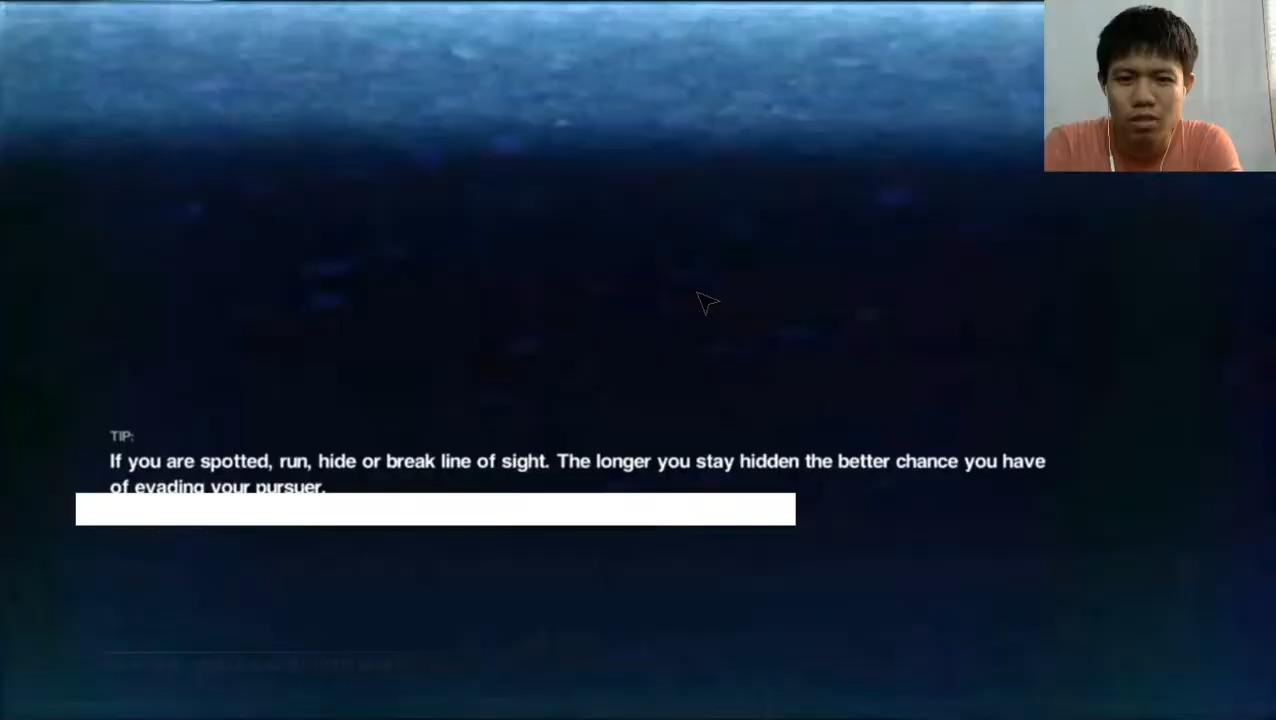 TIP:
If you are spotted, run, hide or break line of sight. The longer you stay hidden the better chance you have
of evading your pursuer.